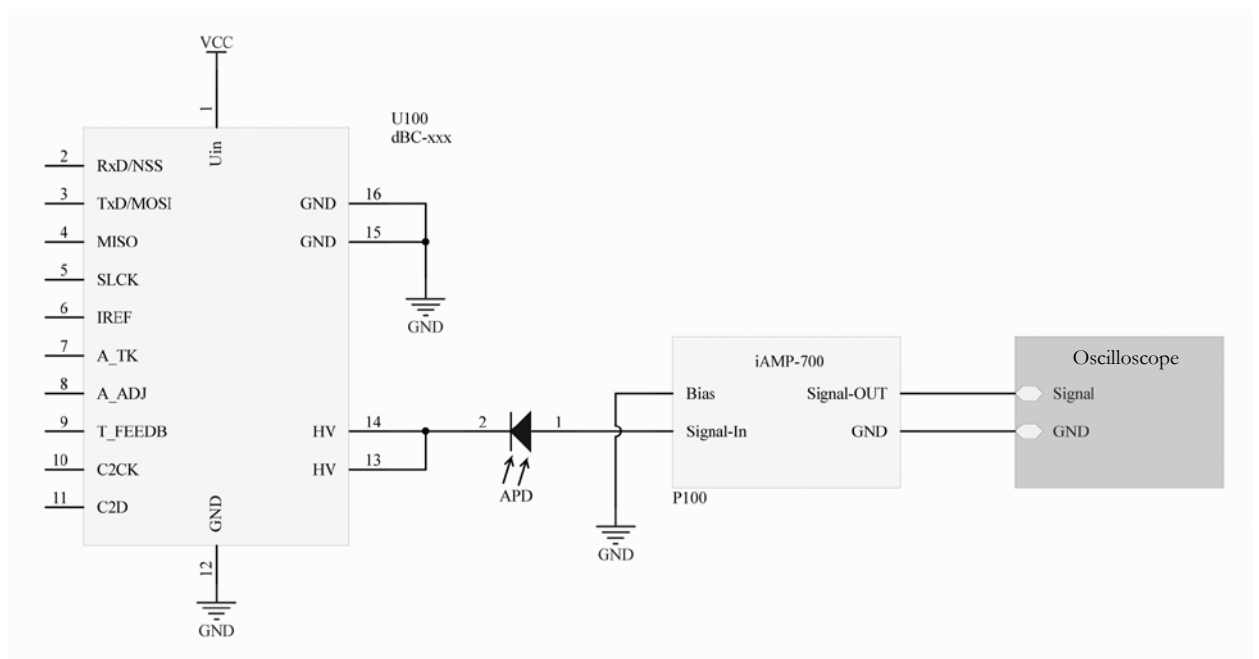 VCC
1
U100
dBC-xxx
Uin
2 RxD/NSS
3 TxD/MOSI
GND 16
4 MISO
GND 15
5 SLCK
6 IREF
GND
7 A_TK
iAMP-700
Oscilloscope
8 A_ADJ
Bias Signal-OUT Signal
9 T_FEEDB
HV 14 2 1 Signal-In GND GND
10 C2CK
HV 13
APD
P100
11 C2D
GND
GND
12
GND